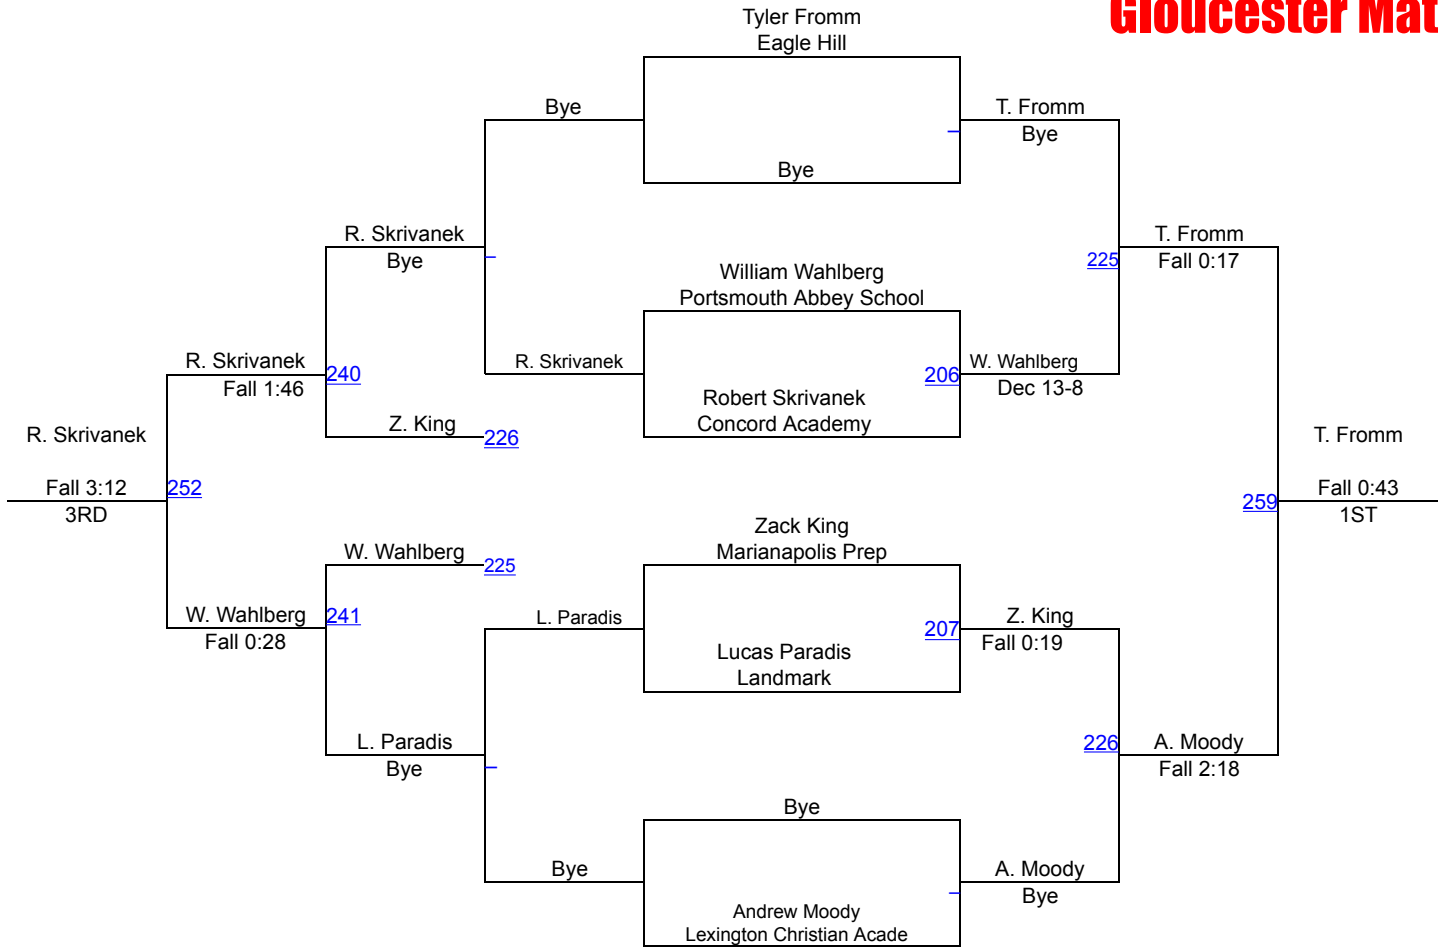 Gloucester Mat
Tyler Fromm
Eagle Hill
Bye
T. Fromm
Bye
Bye
R. Skrivanek
Bye
T. Fromm
225
Fall 0:17
William Wahlberg
Portsmouth Abbey School
R. Skrivanek
Fall 1:46
240
R. Skrivanek
206
W. Wahlberg
Dec 13-8
Robert Skrivanek
Concord Academy
Z. King
226
R. Skrivanek
T. Fromm
Fall 3:12
252
3RD
259
Fall 0:43
1ST
Zack King
Marianapolis Prep
W. Wahlberg
225
W. Wahlberg
241
Fall 0:28
L. Paradis
207
Z. King
Fall 0:19
Lucas Paradis
Landmark
L. Paradis
Bye
226
A. Moody
Fall 2:18
Bye
Bye
A. Moody
Bye
Andrew Moody
Lexington Christian Acade